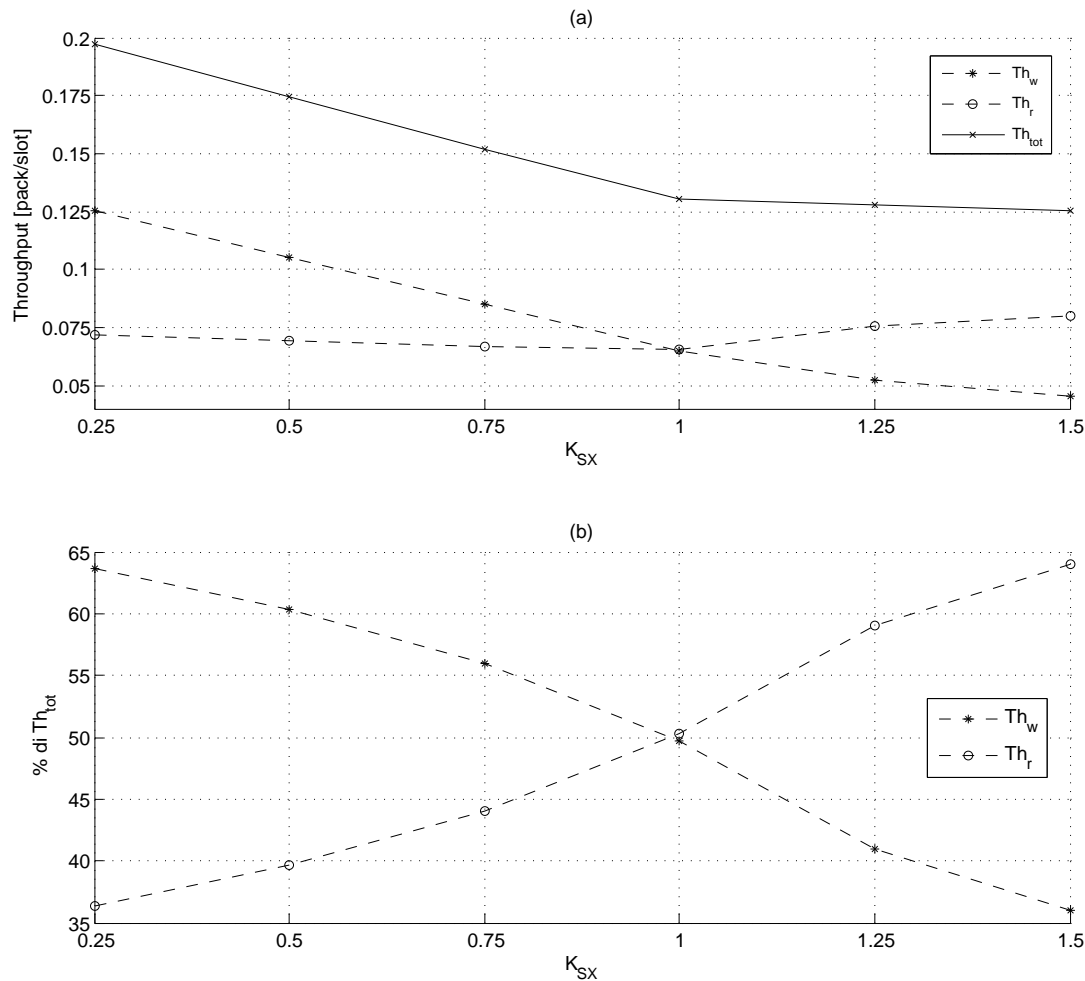 (a)
0.2
0.175
0.15
0.125
0.1
0.075
0.05
Throughput [pack/slot]
Th_w
Th_r
Th_tot
0.25 0.5 0.75 1 1.25 1.5
K_SX
(b)
65
60
55
50
45
40
35
% di Th_tot
Th_w
Th_r
0.25 0.5 0.75 1 1.25 1.5
K_SX